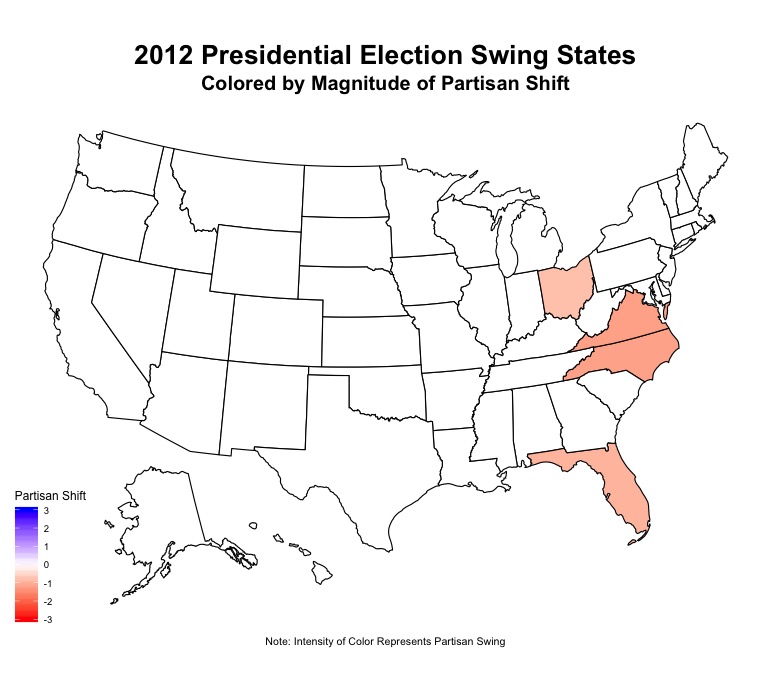 2012 Presidential Election Swing States
Colored by Magnitude of Partisan Shift
Partisan Shift
3
2
1
0
-1
-2
-3
Note: Intensity of Color Represents Partisan Swing